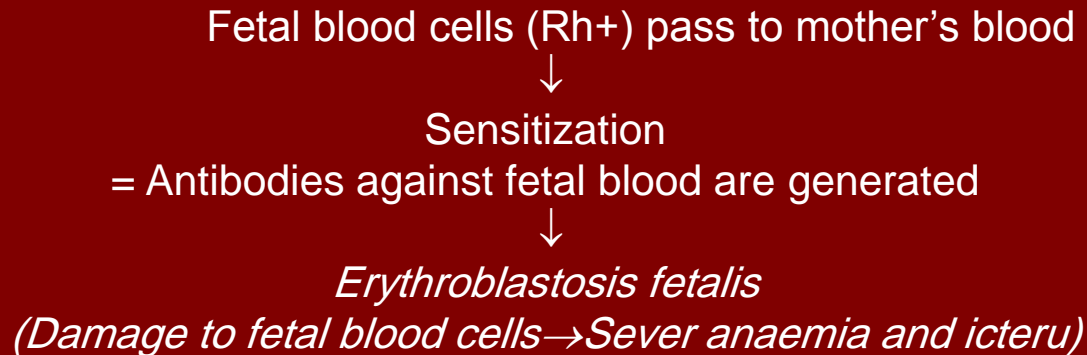 Fetal blood cells (Rh+) pass to mother’s blood
↓
Sensitization
= Antibodies against fetal blood are generated
↓
Erythroblastosis fetalis
(Damage to fetal blood cells→Sever anaemia and icteru)